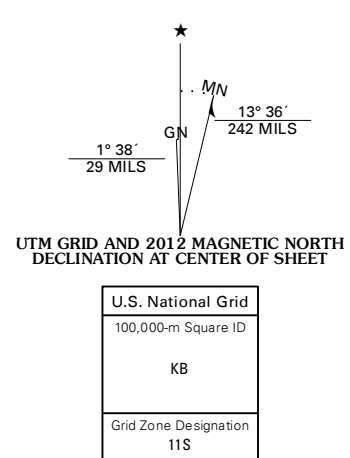 ★
MN
GN
13° 36´
242 MILS
1° 38´
29 MILS
UTM GRID AND 2012 MAGNETIC NORTH
DECLINATION AT CENTER OF SHEET
U.S. National Grid
100,000-m Square ID
KB
Grid Zone Designation
11S